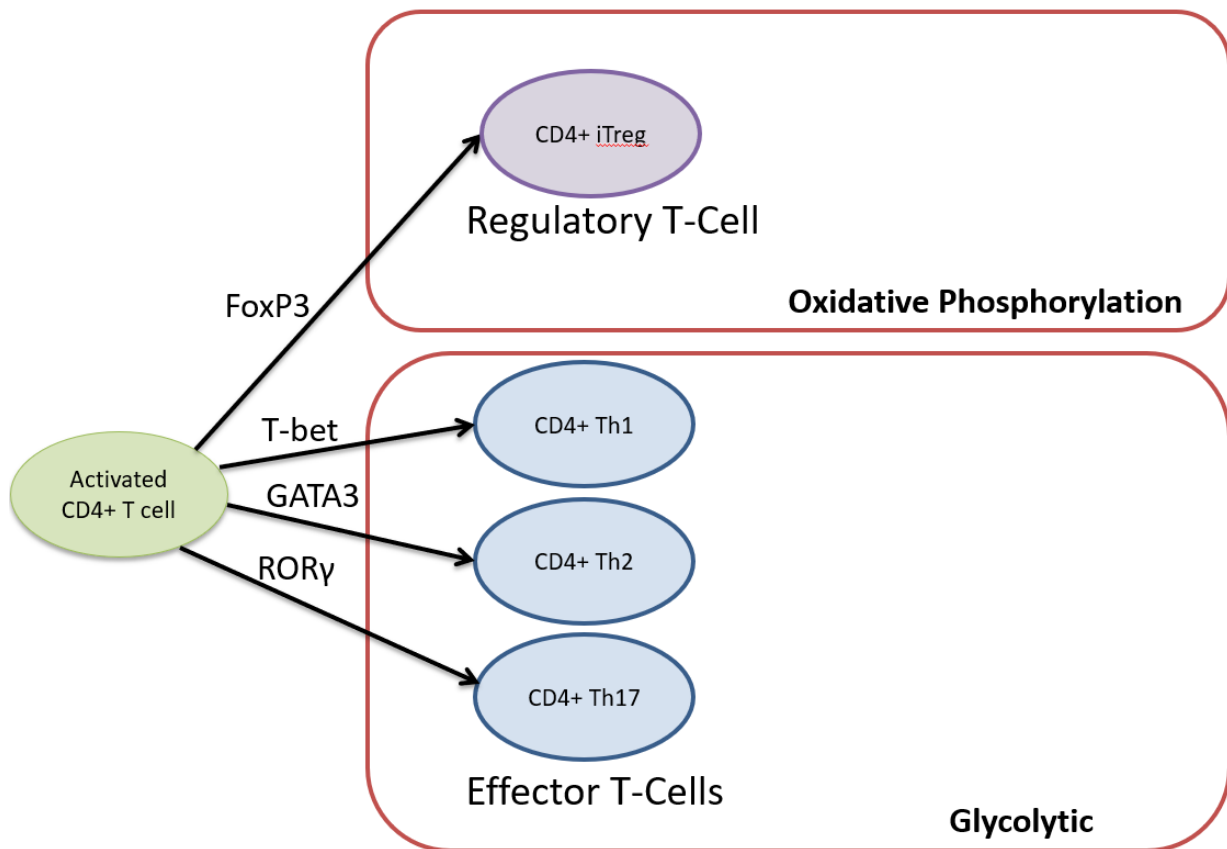 CD4+ iTreg
Regulatory T-Cell
Oxidative Phosphorylation
FoxP3
T-bet
GATA3
RORγ
Activated
CD4+ T cell
CD4+ Th1
CD4+ Th2
CD4+ Th17
Effector T-Cells
Glycolytic